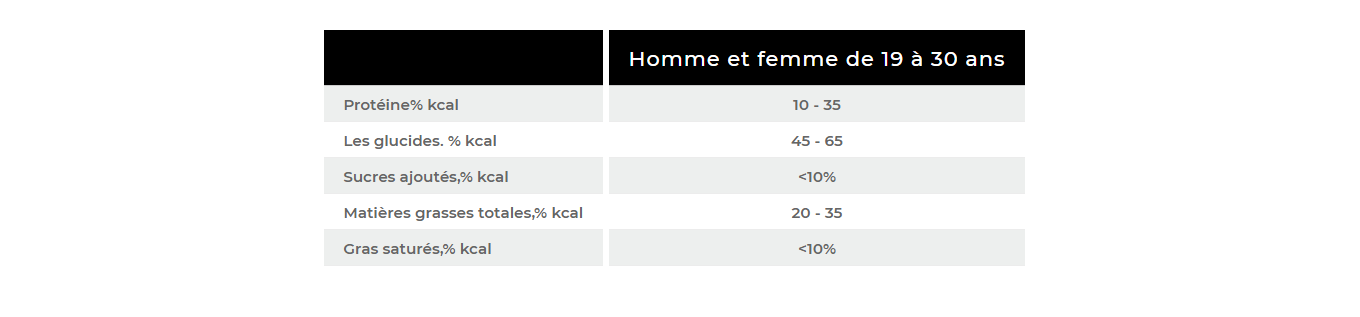 Homme et femme de 19 à 30 ans
Protéine% kcal 10 - 35
Les glucides. % kcal 45 - 65
Sucres ajoutés,% kcal <10%
Matières grasses totales,% kcal 20 - 35
Gras saturés,% kcal <10%